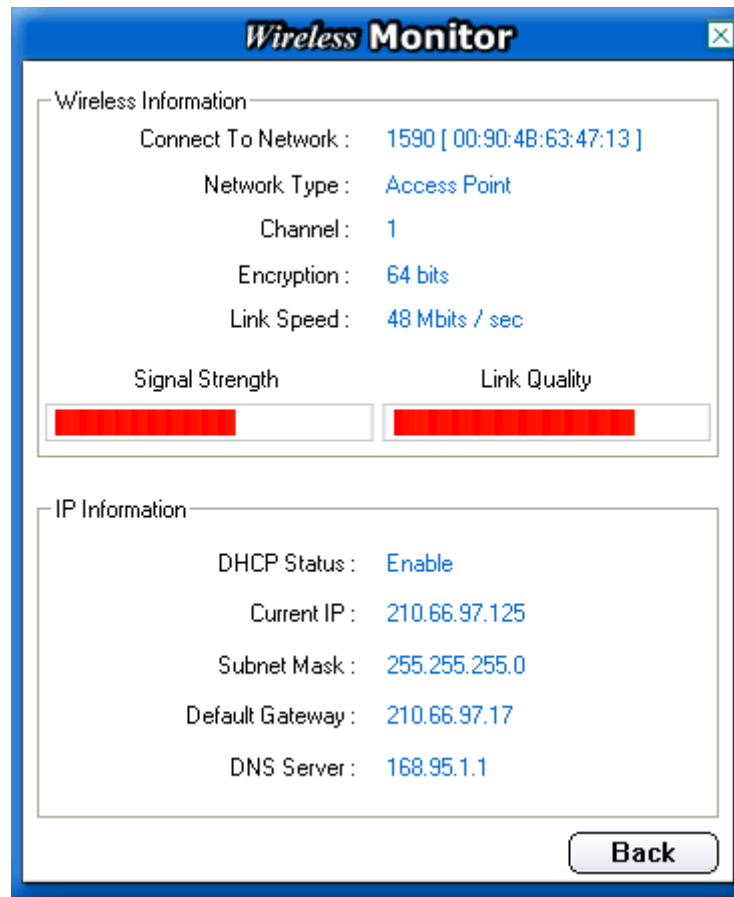 Wireless Monitor
Wireless Information
Connect To Network : 1590 [ 00:90:4B:63:47:13 ]
Network Type : Access Point
Channel : 1
Encryption : 64 bits
Link Speed : 48 Mbits / sec
Signal Strength Link Quality
IP Information
DHCP Status : Enable
Current IP : 210.66.97.125
Subnet Mask : 255.255.255.0
Default Gateway : 210.66.97.17
DNS Server : 168.95.1.1
Back